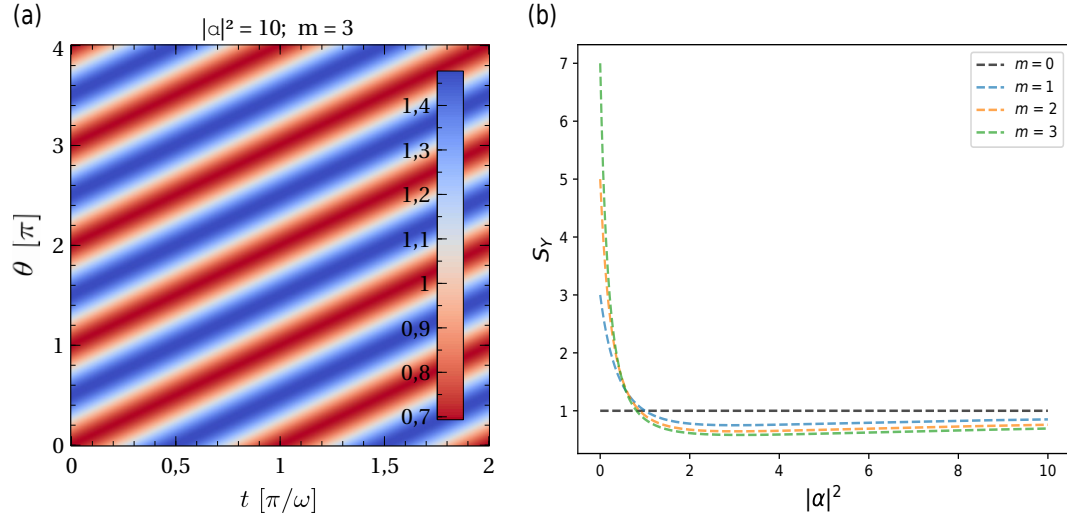 (a)
|α|² = 10; m = 3
4
3
2
1
0
θ [π]
0
0,5
1
1,5
2
t [π/ω]
1,4
1,3
1,2
1,1
1
0,9
0,8
0,7
(b)
7
6
5
4
3
2
1
S_Y
0
2
4
6
8
10
|α|²
m = 0
m = 1
m = 2
m = 3